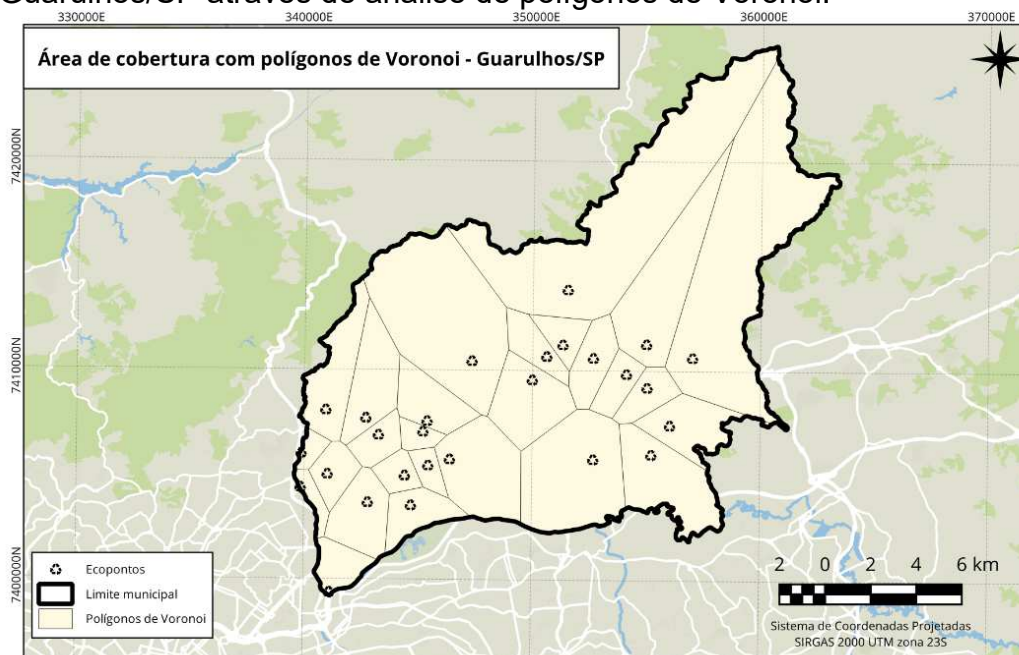 Guarulhos/SP através de análise de polígonos de Voronoi.
330000E 340000E 350000E 360000E 370000E
Área de cobertura com polígonos de Voronoi - Guarulhos/SP
7420000N
7410000N
7400000N
Ecopontos
Limite municipal
Polígonos de Voronoi
2 0 2 4 6 km
Sistema de Coordenadas Projetadas
SIRGAS 2000 UTM zona 23S